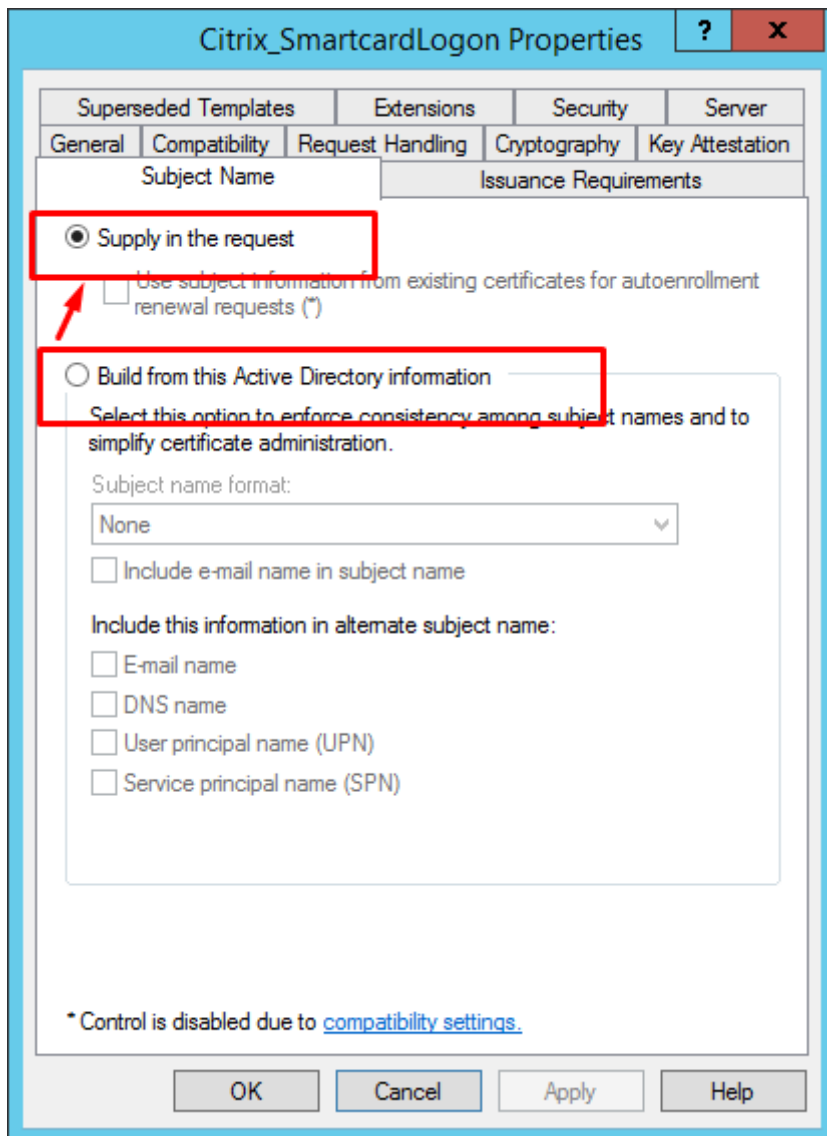 Citrix_SmartcardLogon Properties
?
x
Superseded Templates Extensions Security Server
General Compatibility Request Handling Cryptography Key Attestation
Subject Name Issuance Requirements
Supply in the request
Use subject information from existing certificates for autoenrollment
renewal requests (*)
Build from this Active Directory information
Select this option to enforce consistency among subject names and to
simplify certificate administration.
Subject name format:
None
Include e-mail name in subject name
Include this information in alternate subject name:
E-mail name
DNS name
User principal name (UPN)
Service principal name (SPN)
* Control is disabled due to compatibility settings.
OK Cancel Apply Help